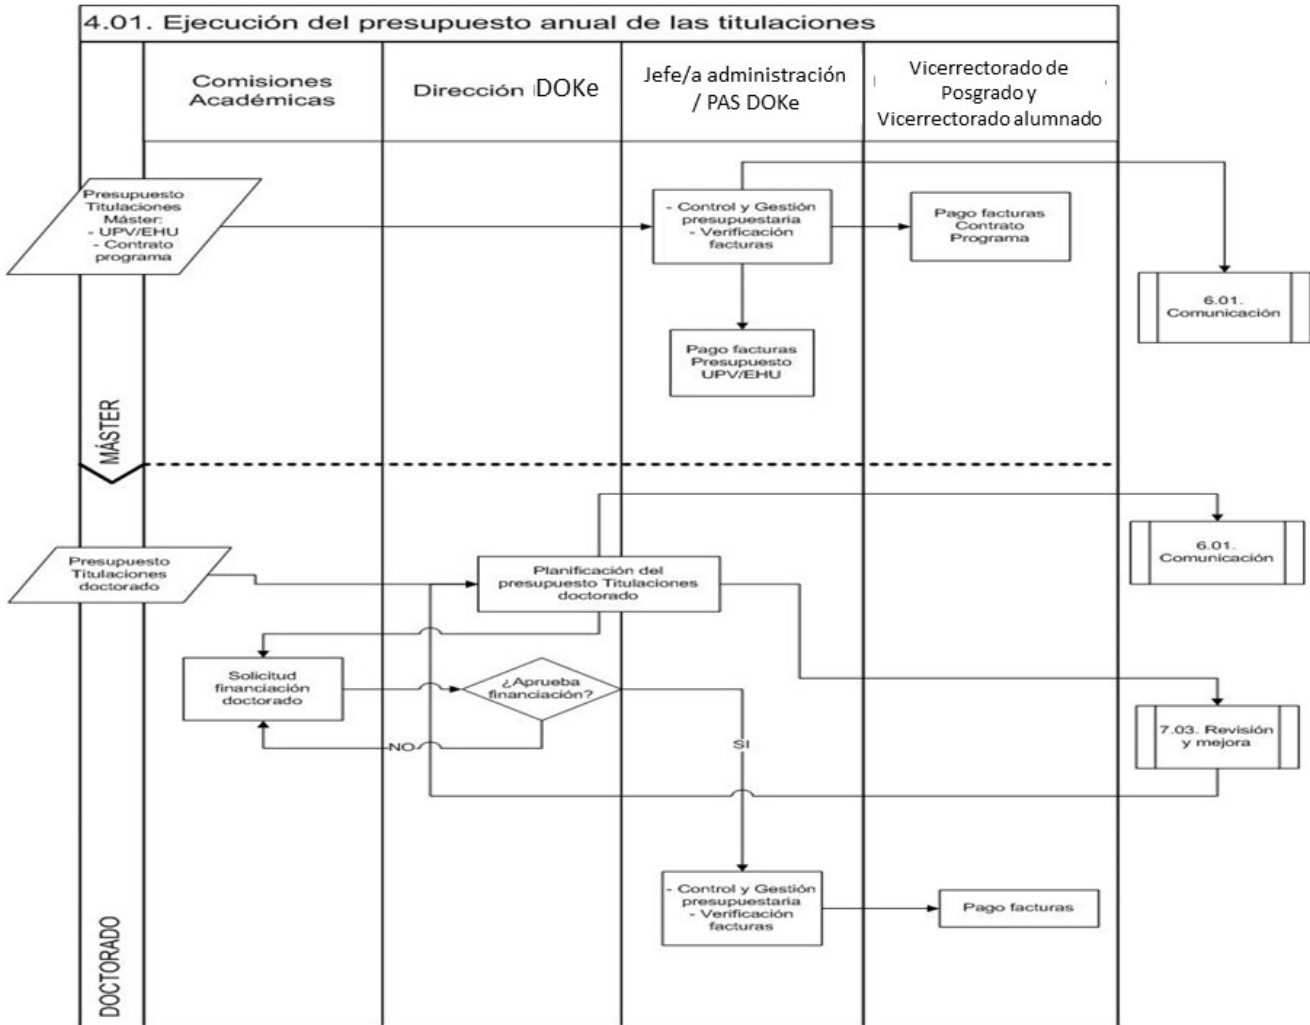 4.01. Ejecución del presupuesto anual de las titulaciones
Comisiones
Académicas
Dirección DOKe
Jefe/a administración
/ PAS DOKe
Vicerrectorado de
Posgrado y
Vicerrectorado alumnado
Presupuesto
Titulaciones
Máster:
- UPV/EHU
- Contrato
programa
- Control y Gestión
presupuestaria
- Verificación
facturas
Pago facturas
Contrato
Programa
6.01.
Comunicación
Pago facturas
Presupuesto
UPV/EHU
MÁSTER
6.01.
Comunicación
Presupuesto
Titulaciones
doctorado
Planificación del
presupuesto Titulaciones
doctorado
Solicitud
financiación
doctorado
¿Aprueba
financiación?
NO
SI
7.03. Revisión
y mejora
- Control y Gestión
presupuestaria
- Verificación
facturas
Pago facturas
DOCTORADO